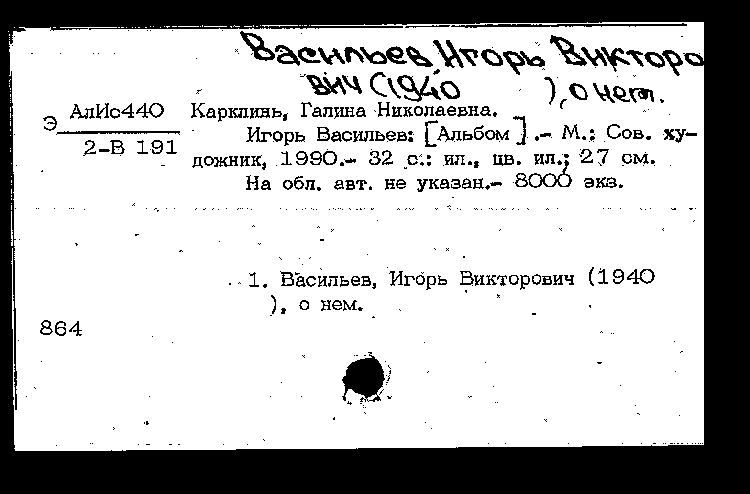 Васильев Игорь Викторо
вич (1940 ), о нем.
АлИс440 Карклинь, Галина Николаевна.
Э
Игорь Васильев: [Альбом].- М.: Сов. ху-
2-В 191
дожник, 1990.- 32 с.: ил., цв. ил.; 27 см.
На обл. авт. не указан.- 8000 экз.
1. Васильев, Игорь Викторович (1940
), о нем.
864